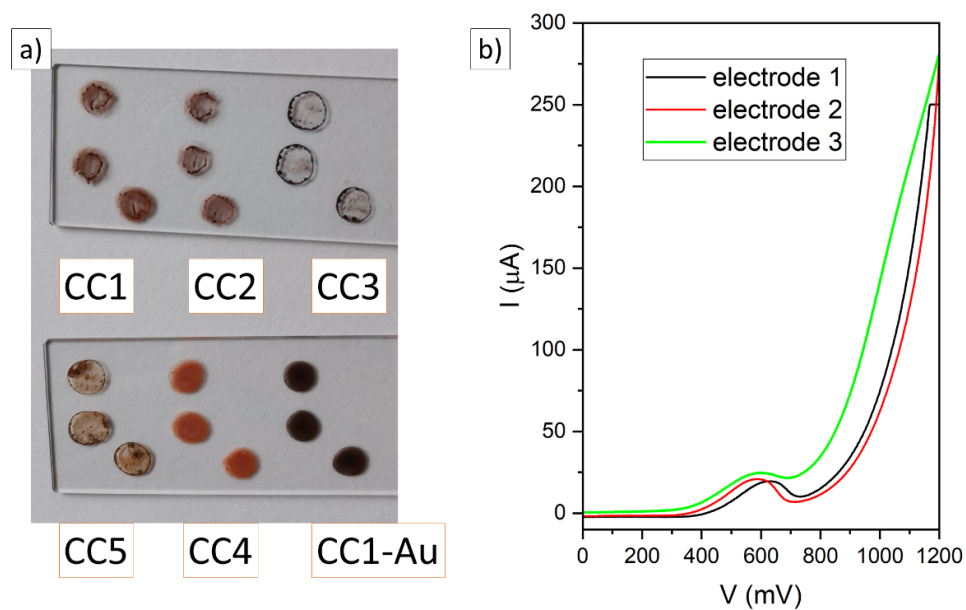 a)
CC1 CC2 CC3
CC5 CC4 CC1-Au
b)
electrode 1
electrode 2
electrode 3
300
250
200
150
100
50
0
I (µA)
0 200 400 600 800 1000 1200
V (mV)